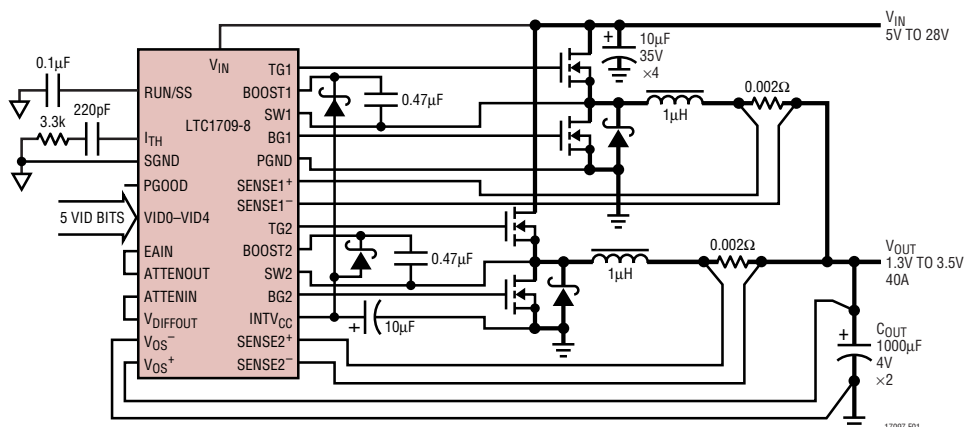 0.1µF
3.3k
220pF
5 VID BITS
V_IN
LTC1709-8
RUN/SS
I_TH
SGND
PGOOD
VID0–VID4
EAIN
ATTENOUT
ATTENIN
V_DIFFOUT
V_OS⁻
V_OS⁺
TG1
BOOST1
SW1
BG1
PGND
SENSE1⁺
SENSE1⁻
TG2
BOOST2
SW2
BG2
INTV_CC
SENSE2⁺
SENSE2⁻
0.47µF
0.47µF
+
10µF
+
10µF
35V
×4
1µH
0.002Ω
1µH
0.002Ω
V_IN
5V TO 28V
V_OUT
1.3V TO 3.5V
40A
+
C_OUT
1000µF
4V
×2
17097 F01